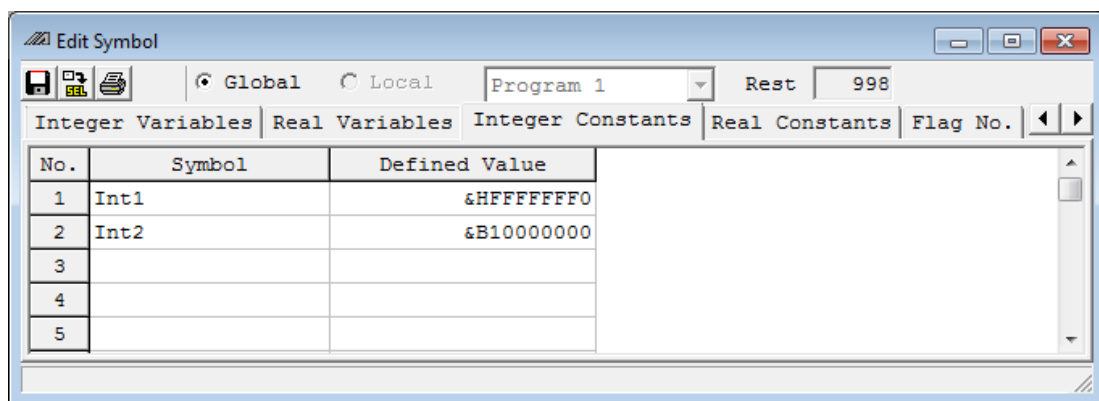 Edit Symbol
SEL Global Local Program 1 Rest 998
Integer Variables Real Variables Integer Constants Real Constants Flag No.
No. Symbol Defined Value
1 Int1 &HFFFFFFF0
2 Int2 &B10000000
3
4
5